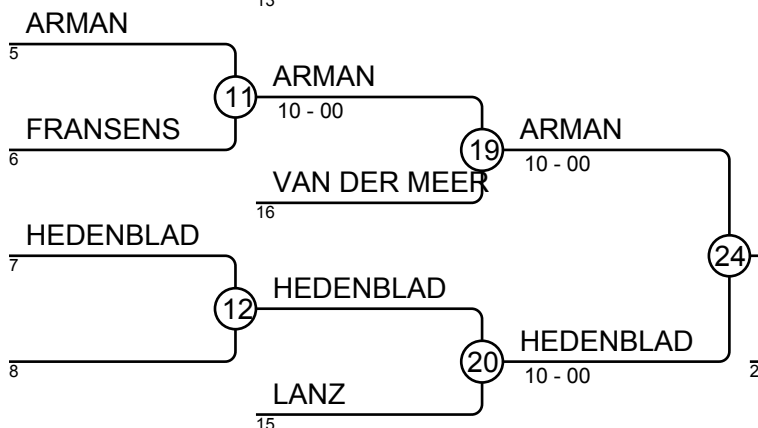 13
ARMAN
5
11
ARMAN
10 - 00
FRANSENS
6
19
ARMAN
10 - 00
VAN DER MEER
16
HEDENBLAD
7
24
12
HEDENBLAD
8
20
HEDENBLAD
10 - 00
2
LANZ
15